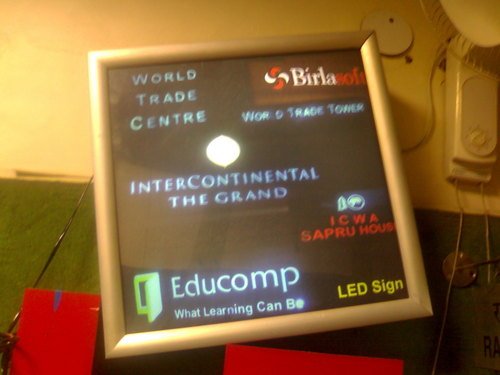 WORLD
TRADE
CENTRE
Birlasoft
WORLD TRADE TOWER
INTERCONTINENTAL
THE GRAND
ICWA
SAPRU HOUSE
Educomp
What Learning Can Be
LED Sign
RA